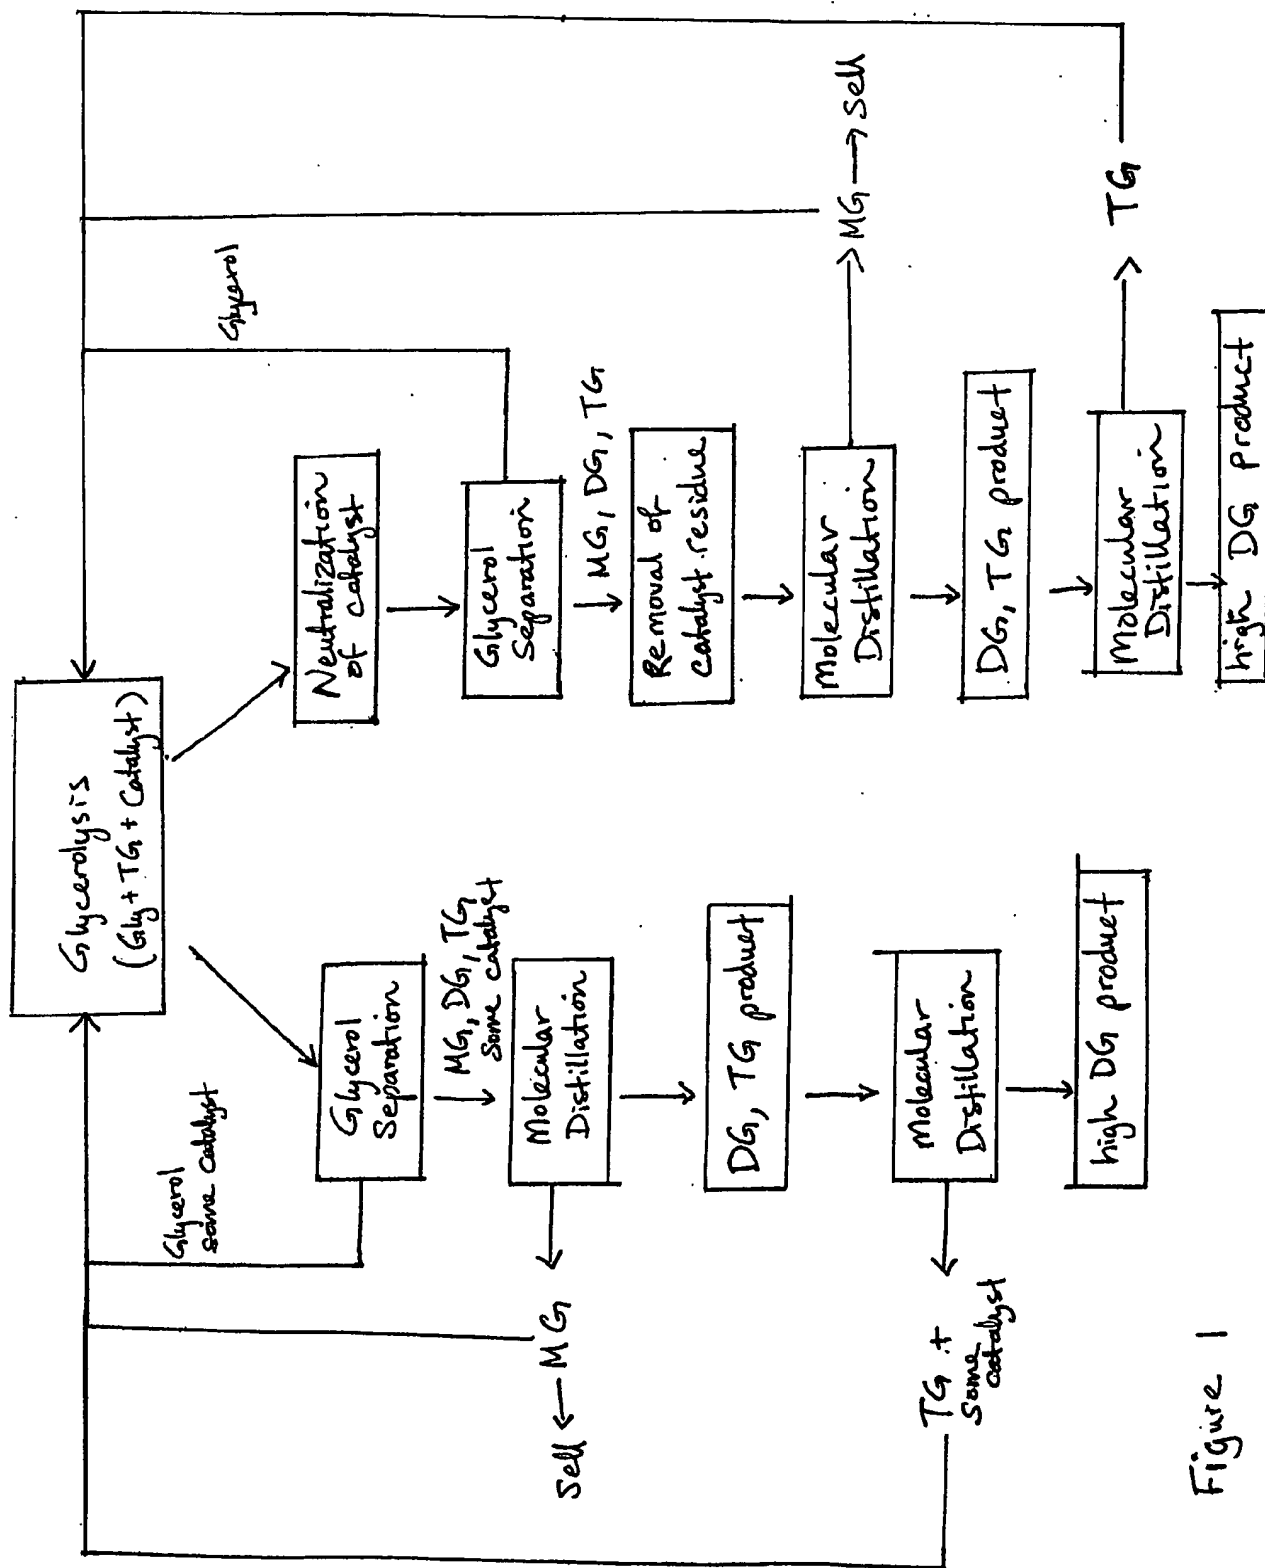 Glycerolysis
(Gly + TG + Catalyst)
Glycerol
some catalyst
Glycerol
Separation
MG, DG, TG
some catalyst
Molecular
Distillation
Sell ← MG
DG, TG product
Molecular
Distillation
TG +
some
catalyst
high DG product
Neutralization
of catalyst
Glycerol
Glycerol
Separation
MG, DG, TG
Removal of
catalyst residue
Molecular
Distillation
MG → Sell
DG, TG product
Molecular
Distillation
TG
high DG product
Figure 1